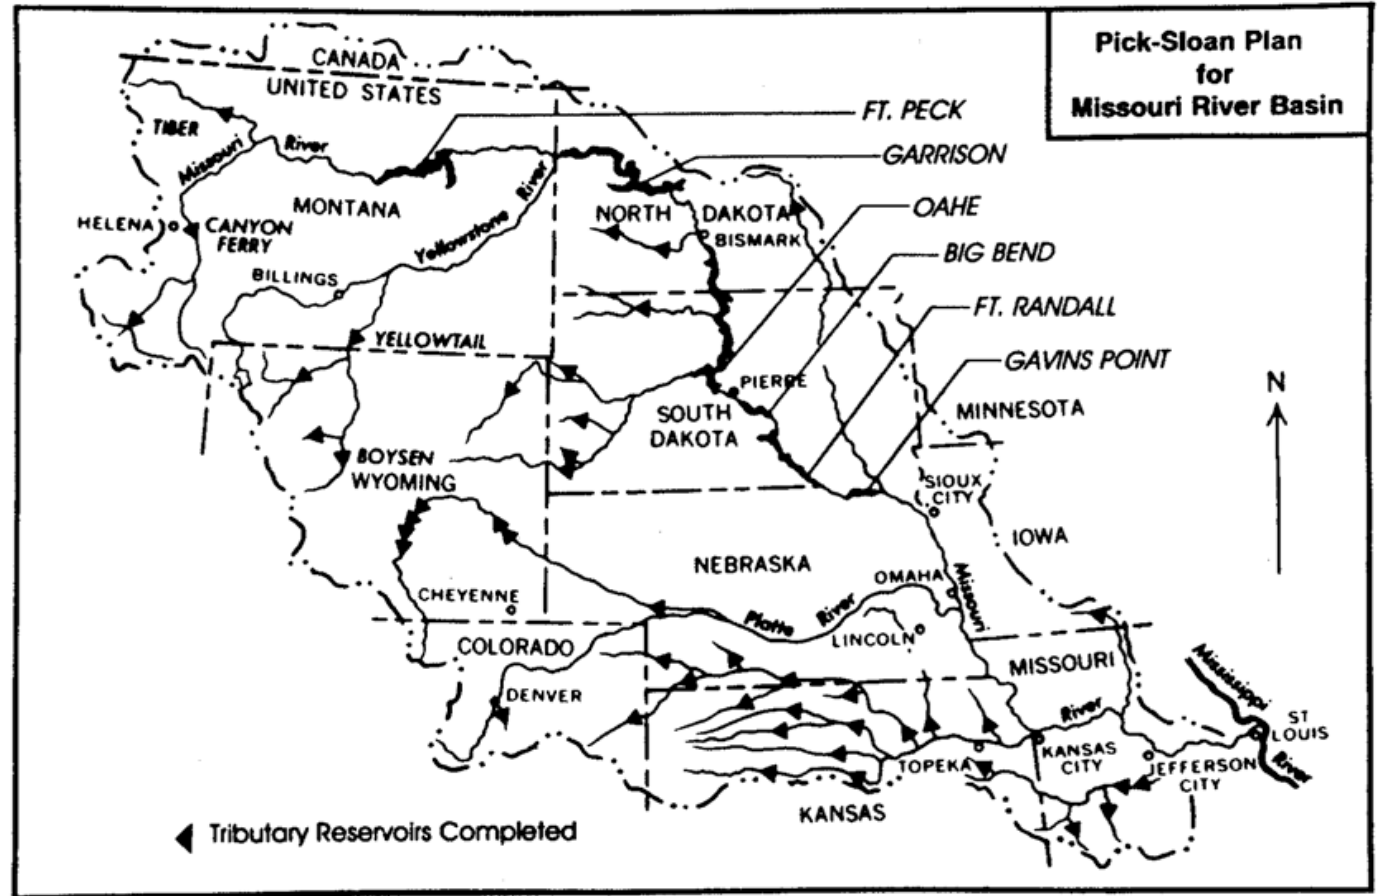 Pick-Sloan Plan
for
Missouri River Basin
CANADA
UNITED STATES
FT. PECK
TIBER
Missouri
River
GARRISON
MONTANA
Yellowstone River
NORTH DAKOTA
OAHE
HELENA
CANYON
FERRY
BISMARK
BIG BEND
BILLINGS
FT. RANDALL
YELLOWTAIL
GAVINS POINT
PIERRE
N
SOUTH
DAKOTA
MINNESOTA
BOYSEN
WYOMING
SIOUX
CITY
IOWA
NEBRASKA
OMAHA
Missouri
CHEYENNE
Platte River
LINCOLN
COLORADO
MISSOURI
Mississippi
River
DENVER
River
ST
LOUIS
TOPEKA
KANSAS
CITY
JEFFERSON
CITY
KANSAS
Tributary Reservoirs Completed